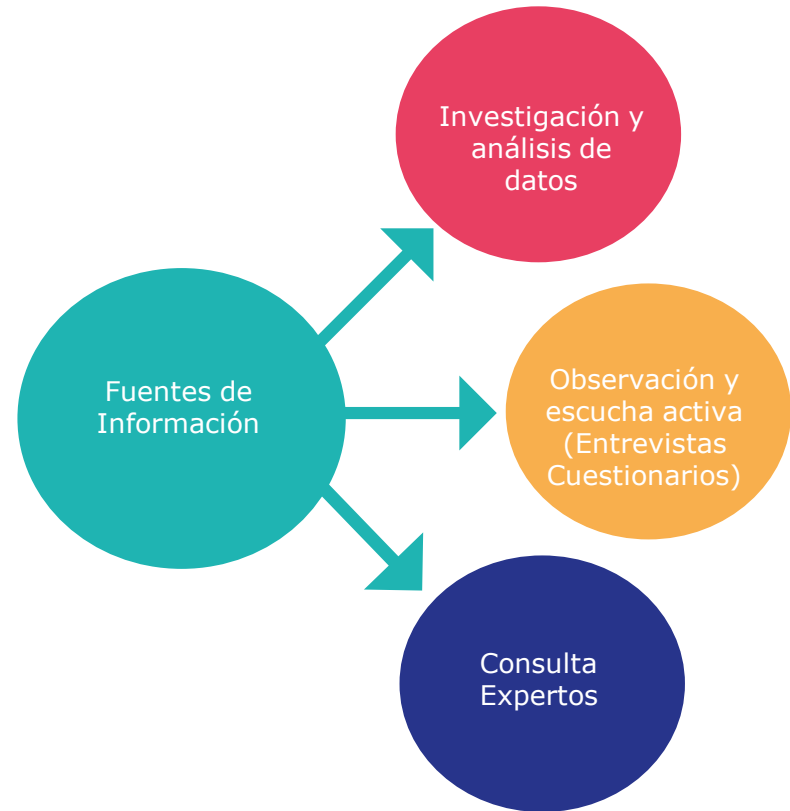 Investigación y
análisis de
datos
Fuentes de
Información
Observación y
escucha activa
(Entrevistas
Cuestionarios)
Consulta
Expertos